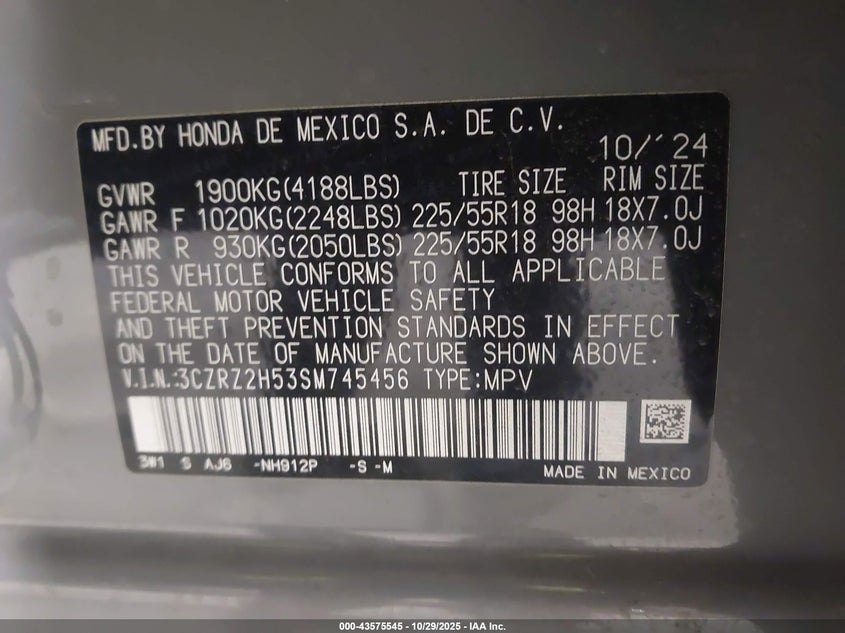 MFD.BY HONDA DE MEXICO S.A. DE C.V.
10/'24
GVWR 1900KG(4188LBS) TIRE SIZE RIM SIZE
GAWR F 1020KG(2248LBS) 225/55R18 98H 18X7.0J
GAWR R 930KG(2050LBS) 225/55R18 98H 18X7.0J
THIS VEHICLE CONFORMS TO ALL APPLICABLE
FEDERAL MOTOR VEHICLE SAFETY
AND THEFT PREVENTION STANDARDS IN EFFECT
ON THE DATE OF MANUFACTURE SHOWN ABOVE.
V.I.N.:3CZRZ2H53SM745456 TYPE:MPV
3W1 S AJ6 -NH912P -S -M
MADE IN MEXICO
000-43575545 - 10/29/2025 - IAA Inc.